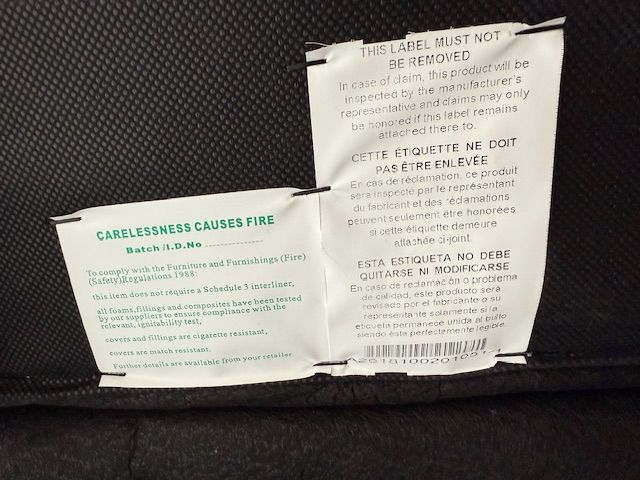 CARELESSNESS CAUSES FIRE
Batch /I.D.No ...............
To comply with the Furniture and Furnishings (Fire)
(Safety)Regulations 1988:
this item does not require a Schedule 3 interliner,
all foam,fillings and composites have been tested
by our suppliers to ensure compliance with the
relevant, ignitability test,
covers and fillings are cigarette resistant,
covers are match resistant,
Further details are available from your retailer
THIS LABEL MUST NOT
BE REMOVED
In case of claim, this product will be
inspected by the manufacturer's
representative and claims may only
be honored if this label remains
attached there to.
CETTE ÉTIQUETTE NE DOIT
PAS ÊTRE ENLEVÉE
En cas de réclamation, ce produit
sera inspecté par le représentant
du fabricant et des réclamations
peuvent seulement être honorées
si cette étiquette demeure
attachée ci-joint.
ESTA ESTIQUETA NO DEBE
QUITARSE NI MODIFICARSE
En caso de reclamación o problema
de calidad, este producto será
revisado por el fabricante o su
representante solamente si la
etiquela permanece unida al bulto
siendo ésta perfectamente legible.